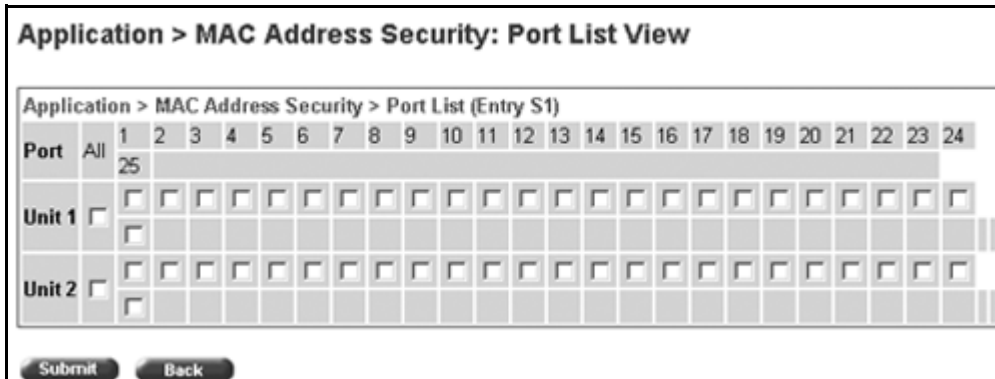 Application > MAC Address Security: Port List View
Application > MAC Address Security > Port List (Entry S1)
Port All 1 2 3 4 5 6 7 8 9 10 11 12 13 14 15 16 17 18 19 20 21 22 23 24
25
Unit 1
Unit 2
Submit Back